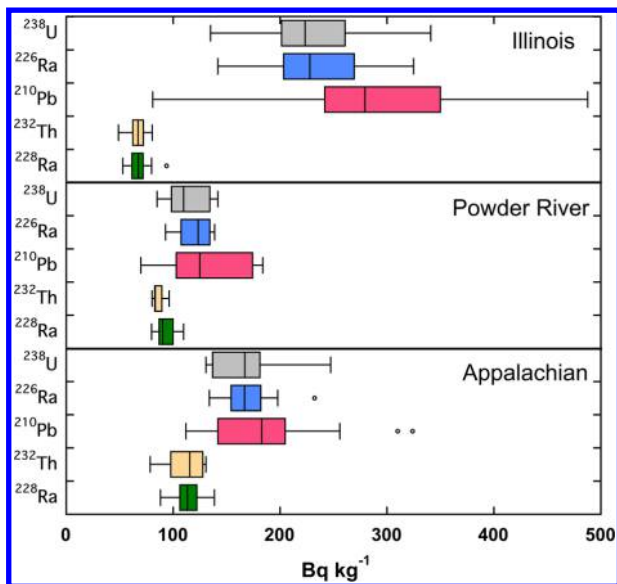 ²³⁸U
Illinois
²²⁶Ra
²¹⁰Pb
²³²Th
²²⁸Ra
²³⁸U
Powder River
²²⁶Ra
²¹⁰Pb
²³²Th
²²⁸Ra
²³⁸U
Appalachian
²²⁶Ra
²¹⁰Pb
²³²Th
²²⁸Ra
0 100 200 300 400 500
Bq kg⁻¹